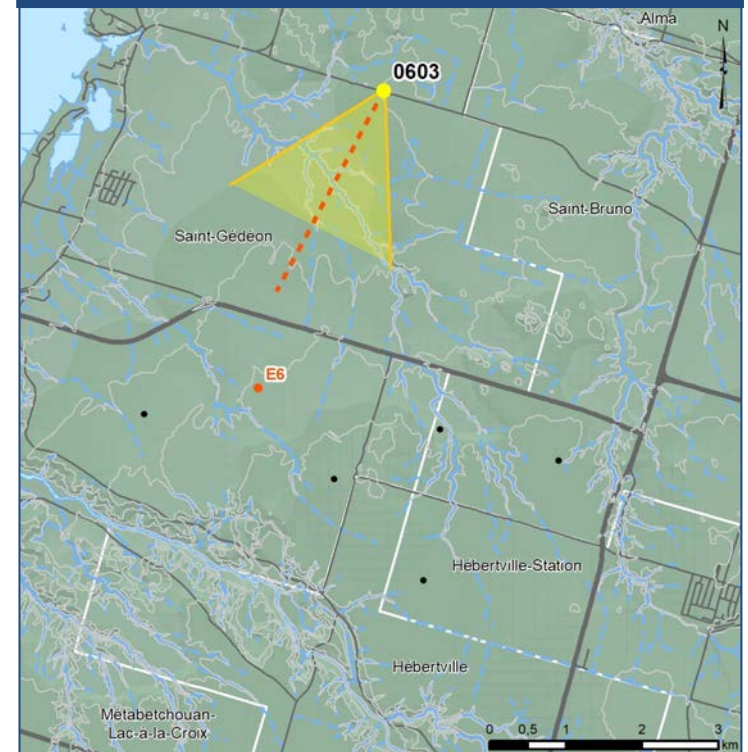 Alma
N
0603
Saint-Bruno
Saint-Gédéon
E6
Hébertville-Station
Hébertville
Métabetchouan-
Lac-a-la-Croix
0 0,5 1 2 3
km